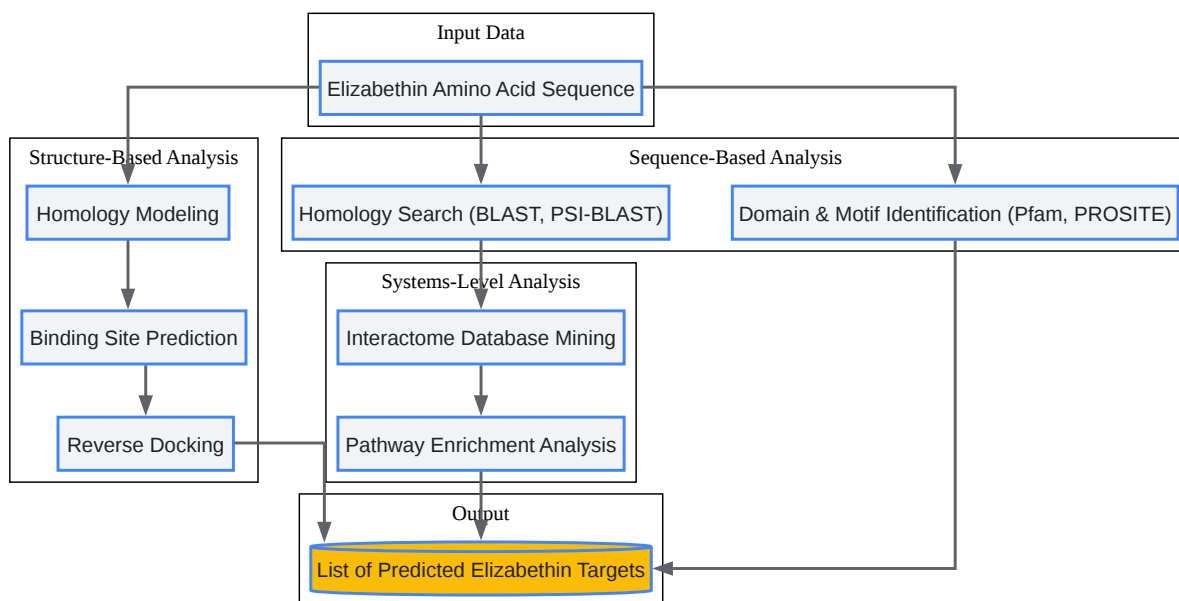 Input Data
Elizabethin Amino Acid Sequence
Structure-Based Analysis
Sequence-Based Analysis
Homology Modeling
Homology Search (BLAST, PSI-BLAST)
Domain & Motif Identification (Pfam, PROSITE)
Systems-Level Analysis
Binding Site Prediction
Interactome Database Mining
Reverse Docking
Pathway Enrichment Analysis
Output
List of Predicted Elizabethin Targets